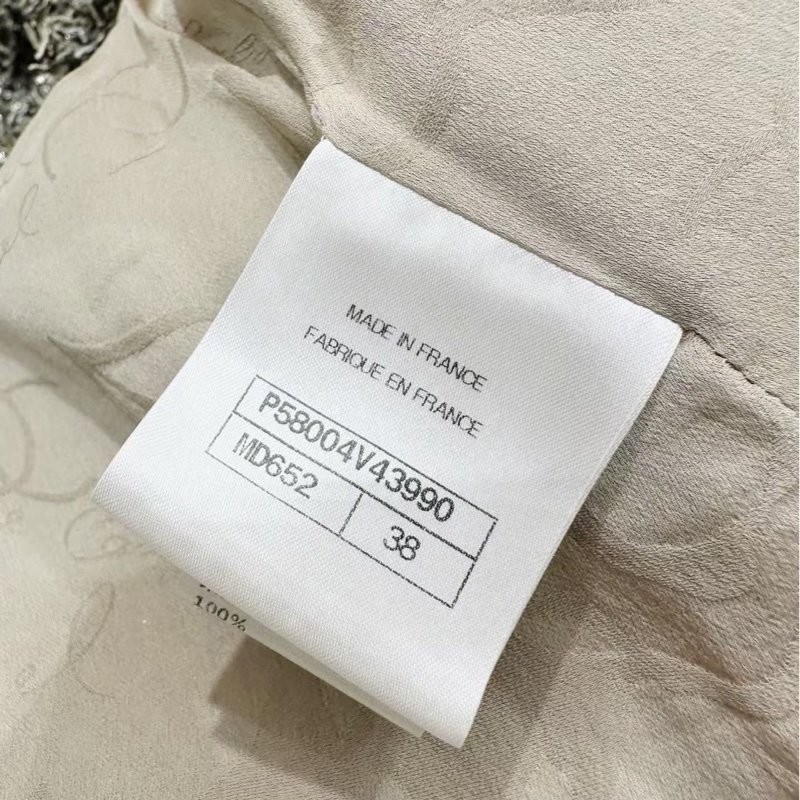 MADE IN FRANCE
FABRIQUE EN FRANCE
P58004V43990
MD652
38
100%